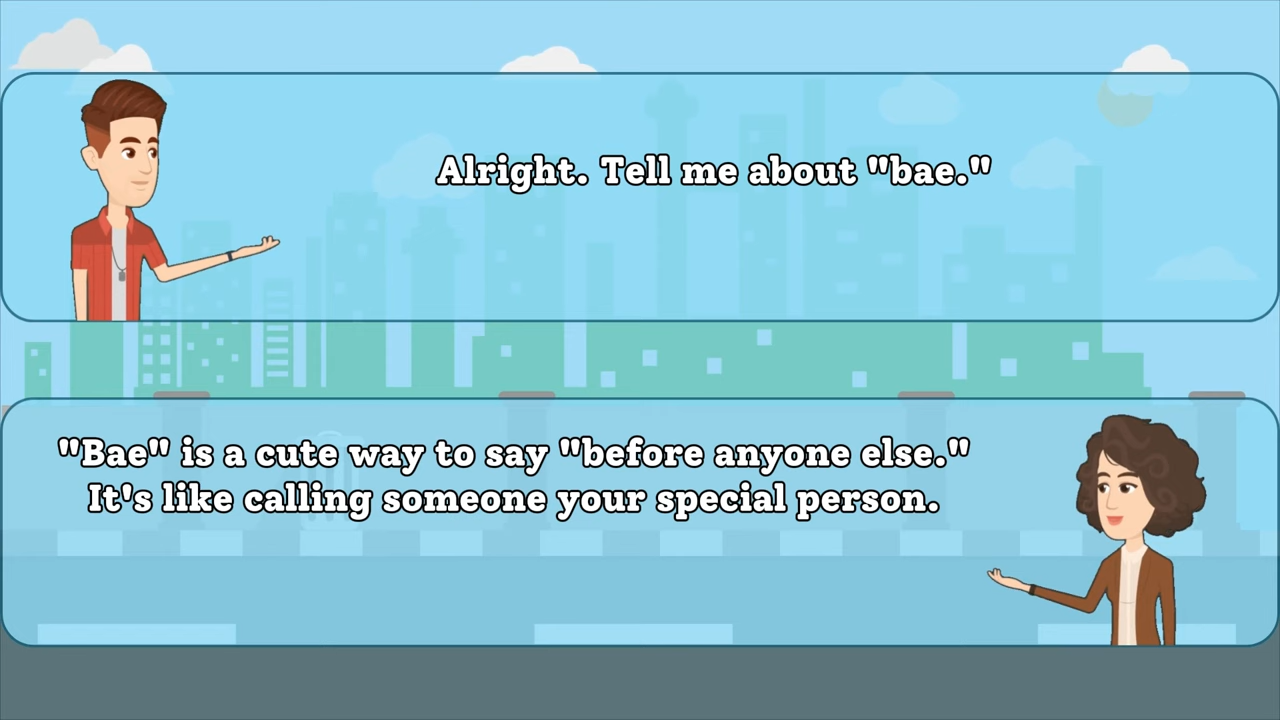 Alright. Tell me about "bae."
"Bae" is a cute way to say "before anyone else."
It's like calling someone your special person.